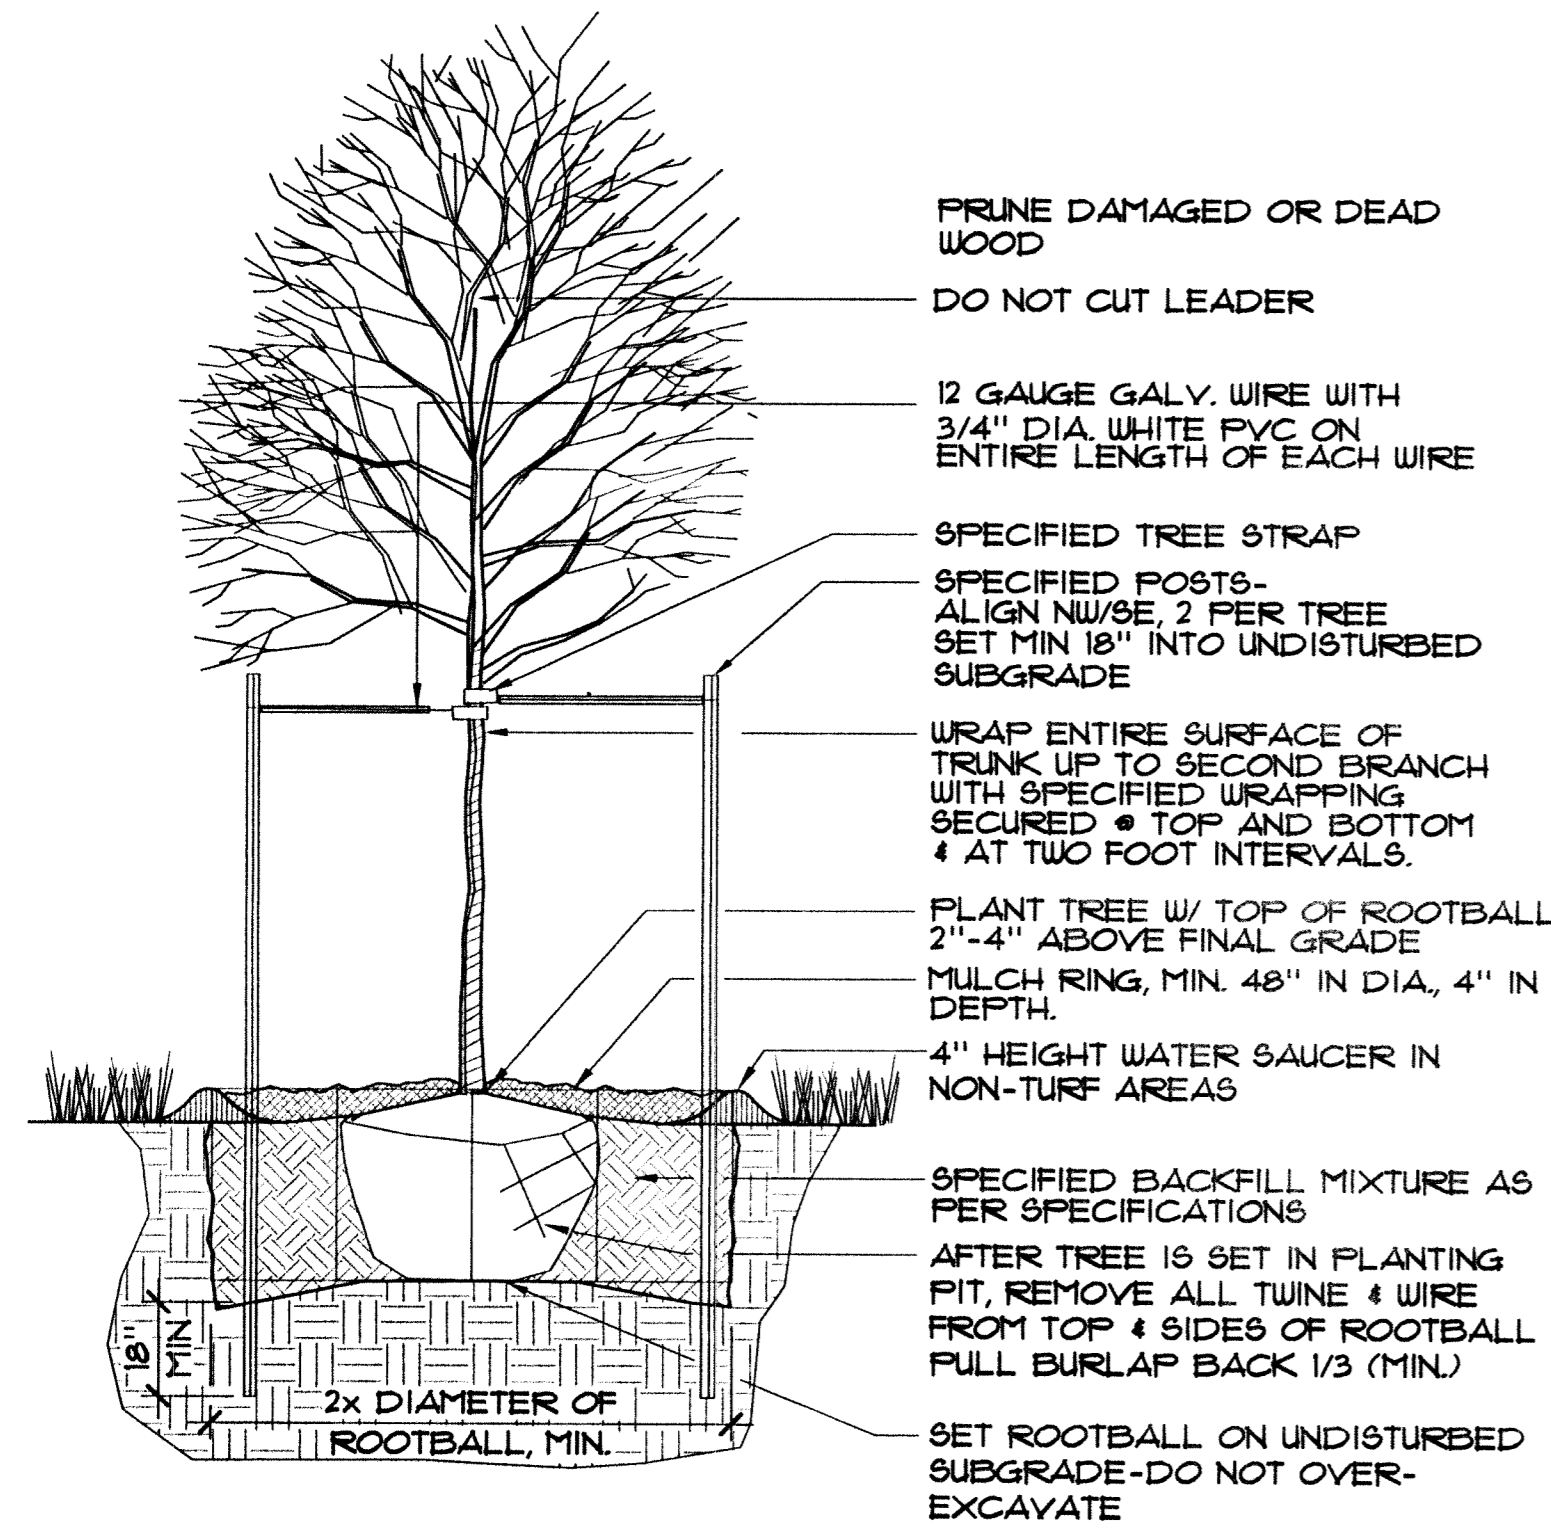 PRUNE DAMAGED OR DEAD
WOOD
DO NOT CUT LEADER
12 GAUGE GALV. WIRE WITH
3/4" DIA. WHITE PVC ON
ENTIRE LENGTH OF EACH WIRE
SPECIFIED TREE STRAP
SPECIFIED POSTS-
ALIGN NW/SE, 2 PER TREE
SET MIN 18" INTO UNDISTURBED
SUBGRADE
WRAP ENTIRE SURFACE OF
TRUNK UP TO SECOND BRANCH
WITH SPECIFIED WRAPPING
SECURED @ TOP AND BOTTOM
& AT TWO FOOT INTERVALS.
PLANT TREE W/ TOP OF ROOTBALL
2"-4" ABOVE FINAL GRADE
MULCH RING, MIN. 48" IN DIA., 4" IN
DEPTH.
4" HEIGHT WATER SAUCER IN
NON-TURF AREAS
SPECIFIED BACKFILL MIXTURE AS
PER SPECIFICATIONS
AFTER TREE IS SET IN PLANTING
PIT, REMOVE ALL TWINE & WIRE
FROM TOP & SIDES OF ROOTBALL
PULL BURLAP BACK 1/3 (MIN.)
SET ROOTBALL ON UNDISTURBED
SUBGRADE-DO NOT OVER-
EXCAVATE
18"
MIN
2x DIAMETER OF
ROOTBALL, MIN.